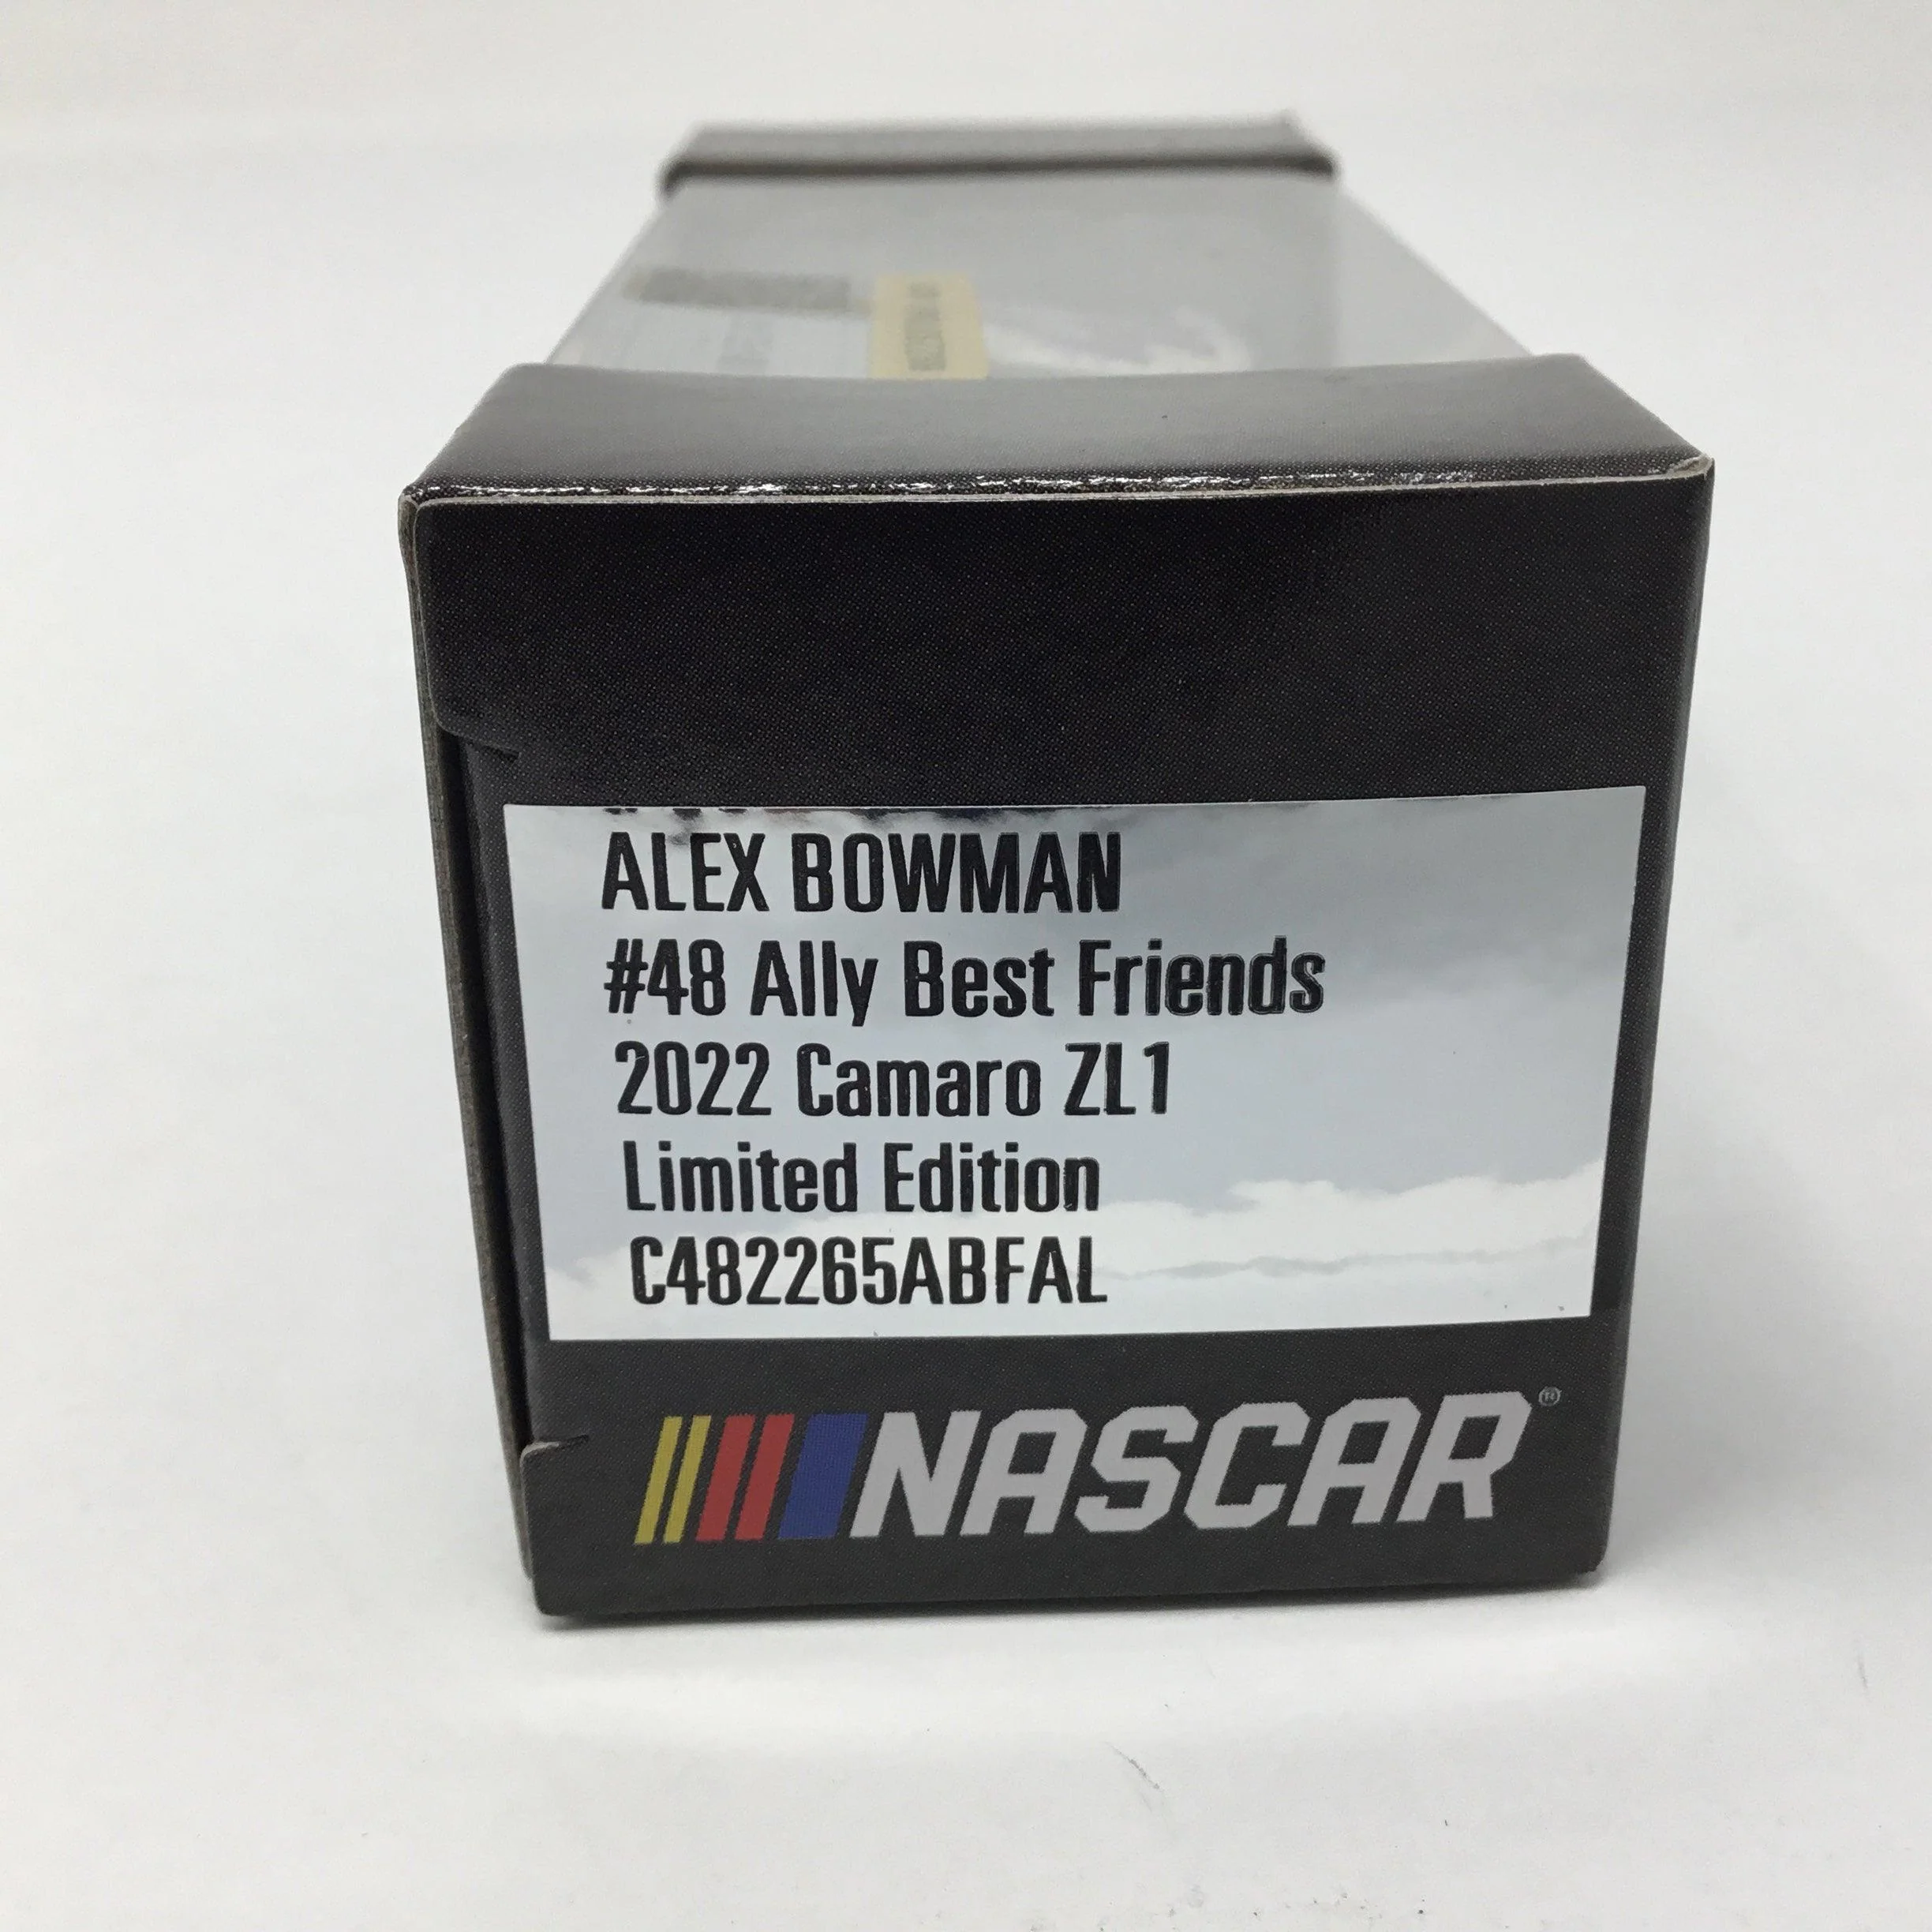 ALEX BOWMAN
#48 Ally Best Friends
2022 Camaro ZL1
Limited Edition
C482265ABFAL
NASCAR®